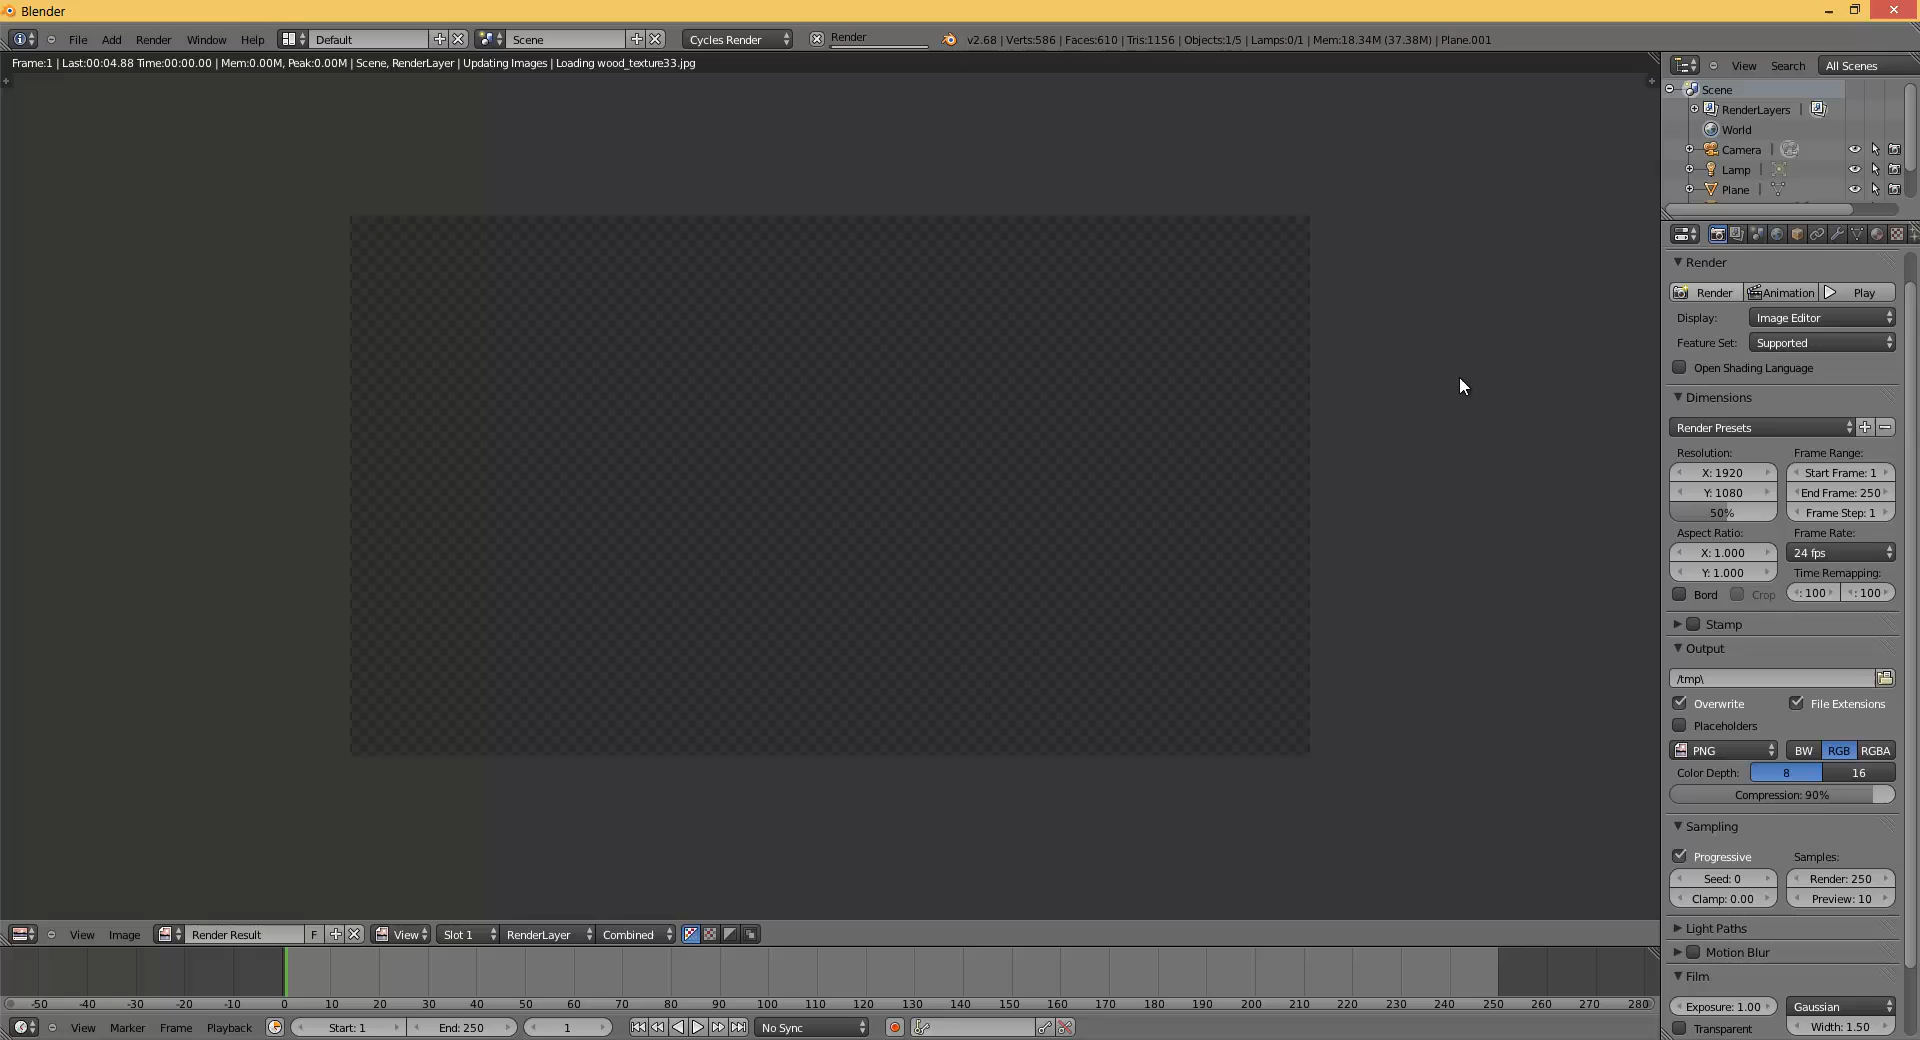 Blender
File Add Render Window Help Default Scene Cycles Render Render v2.68 | Verts:586 | Faces:610 | Tris:1156 | Objects:1/5 | Lamps:0/1 | Mem:18.34M (37.38M) | Plane.001
Frame:1 | Last:00:04.88 Time:00:00.00 | Mem:0.00M, Peak:0.00M | Scene, RenderLayer | Updating Images | Loading wood_texture33.jpg
View Search All Scenes
Scene
RenderLayers
World
Camera
Lamp
Plane
Render
Render Animation Play
Display: Image Editor
Feature Set: Supported
Open Shading Language
Dimensions
Render Presets
Resolution: Frame Range:
X: 1920 Start Frame: 1
Y: 1080 End Frame: 250
50% Frame Step: 1
Aspect Ratio: Frame Rate:
X: 1.000 24 fps
Y: 1.000 Time Remapping:
Bord Crop : 100 : 100
Stamp
Output
/tmp\
Overwrite File Extensions
Placeholders
PNG BW RGB RGBA
Color Depth: 8 16
Compression: 90%
Sampling
Progressive Samples:
Seed: 0 Render: 250
Clamp: 0.00 Preview: 10
Light Paths
Motion Blur
Film
Exposure: 1.00 Gaussian
Transparent Width: 1.50
View Image Render Result F View Slot 1 RenderLayer Combined
-50 -40 -30 -20 -10 0 10 20 30 40 50 60 70 80 90 100 110 120 130 140 150 160 170 180 190 200 210 220 230 240 250 260 270 280
View Marker Frame Playback Start: 1 End: 250 1 No Sync